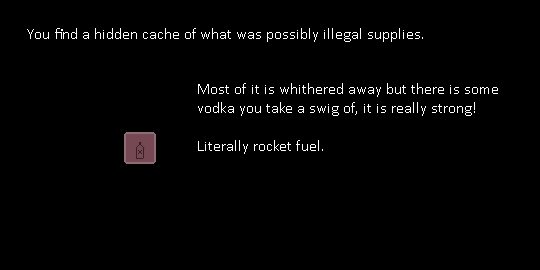 You find a hidden cache of what was possibly illegal supplies.
Most of it is whithered away but there is some
vodka you take a swig of, it is really strong!
Literally rocket fuel.